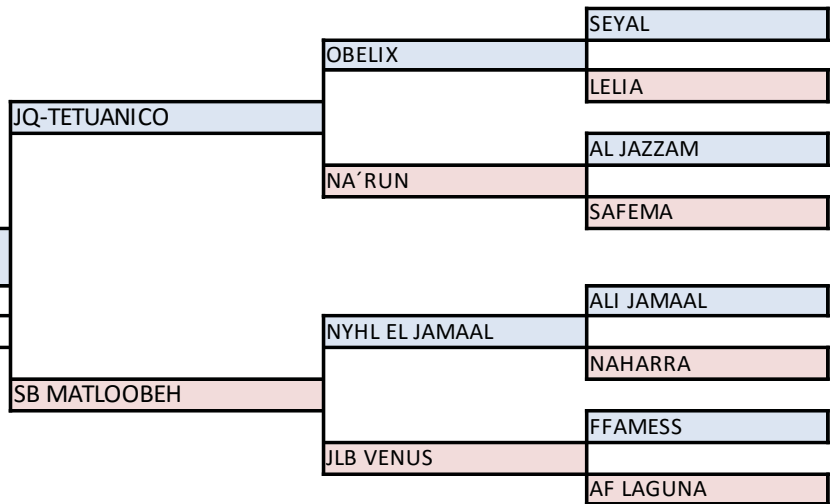 SEYAL
OBELIX
LELIA
JQ-TETUANICO
AL JAZZAM
NA´RUN
SAFEMA
ALI JAMAAL
NYHL EL JAMAAL
NAHARRA
SB MATLOOBEH
FFAMESS
JLB VENUS
AF LAGUNA